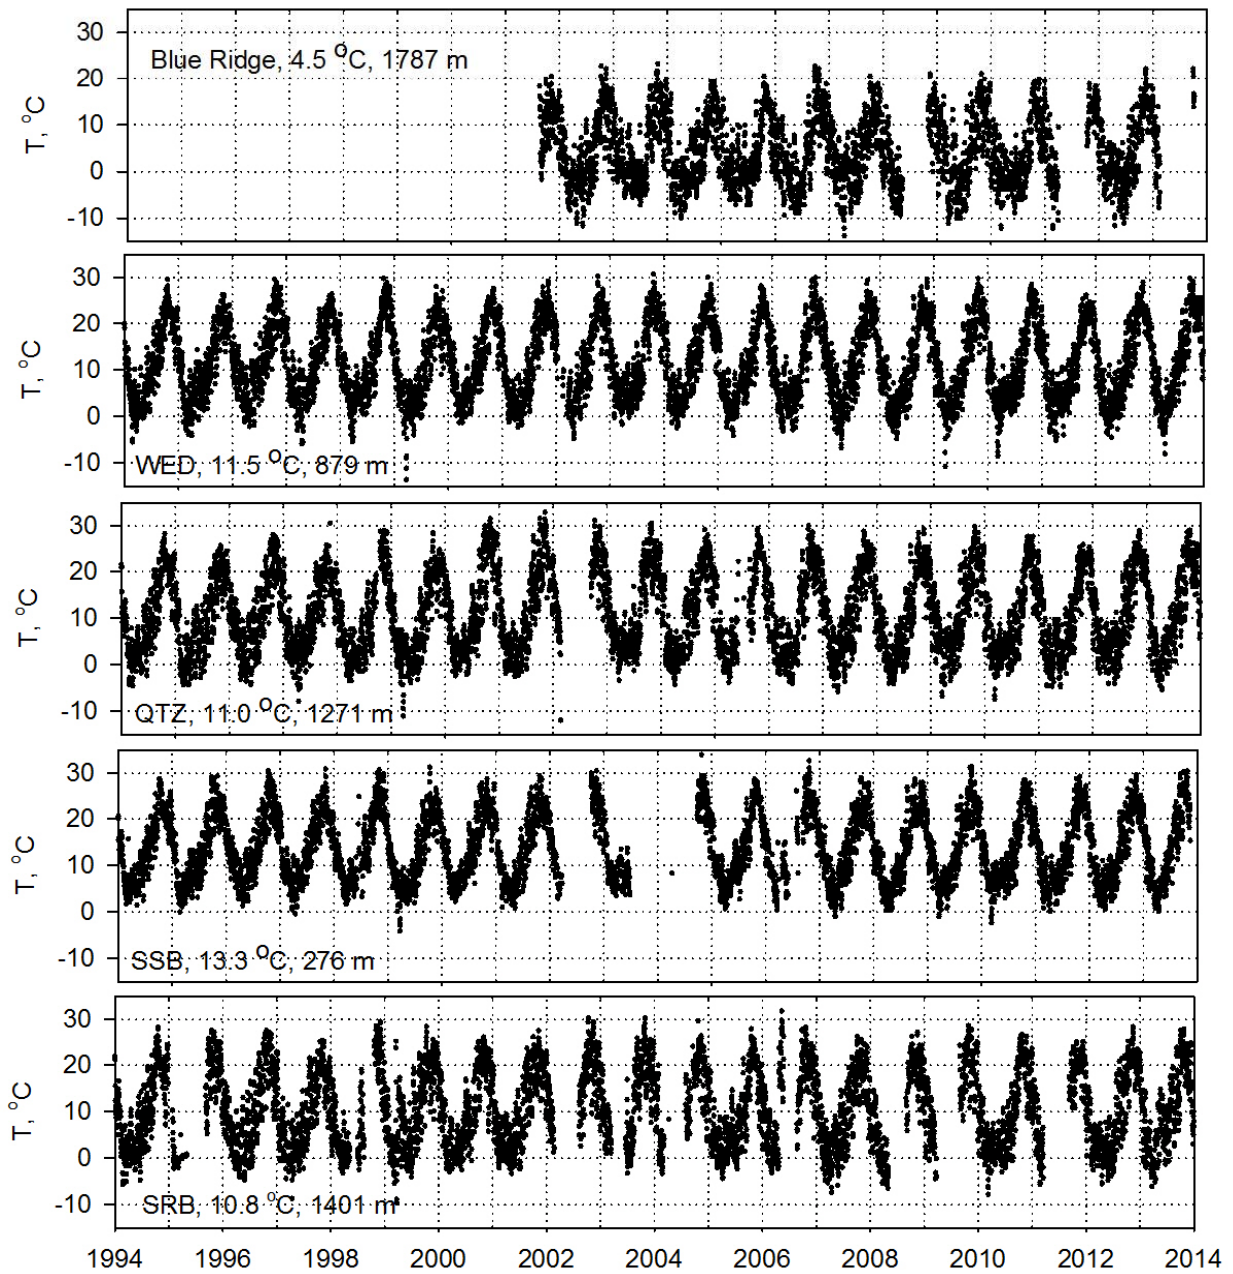 30
20
10
0
-10
T, °C
Blue Ridge, 4.5 °C, 1787 m
30
20
10
0
-10
T, °C
WED, 11.5 °C, 879 m
30
20
10
0
-10
T, °C
QTZ, 11.0 °C, 1271 m
30
20
10
0
-10
T, °C
SSB, 13.3 °C, 276 m
30
20
10
0
-10
T, °C
SRB, 10.8 °C, 1401 m
1994 1996 1998 2000 2002 2004 2006 2008 2010 2012 2014